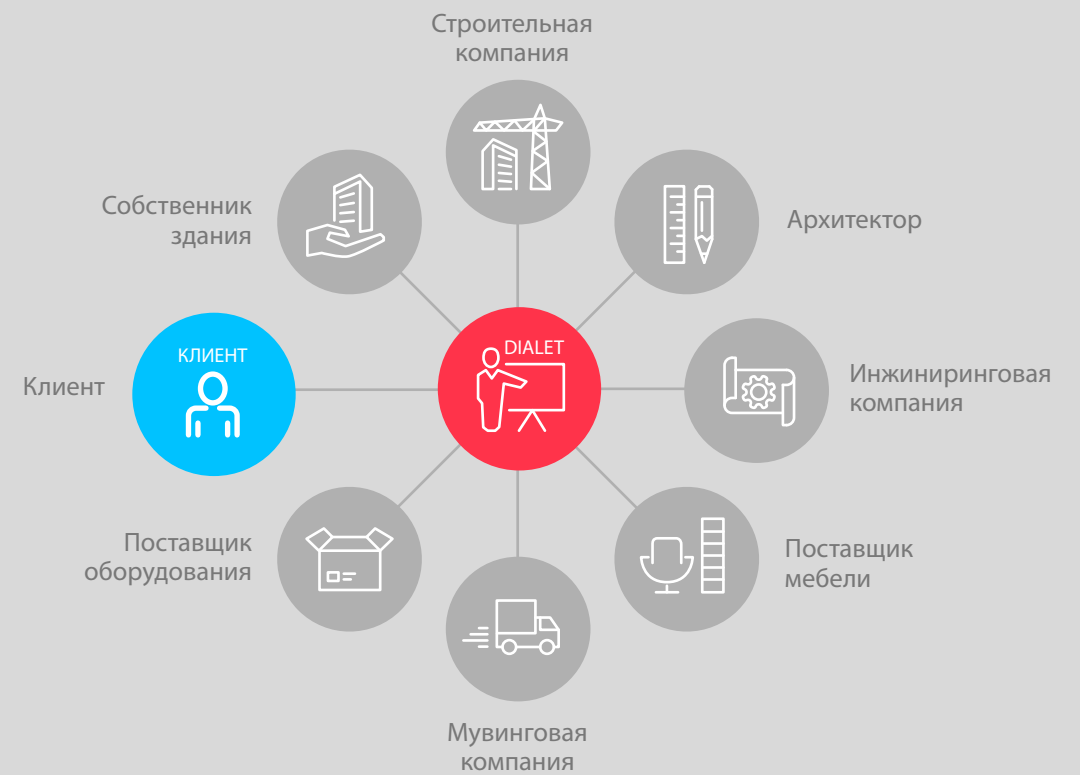 Строительная
компания
Собственник
здания
Архитектор
КЛИЕНТ
Клиент
DIALET
Инжиниринговая
компания
Поставщик
оборудования
Поставщик
мебели
Мувинговая
компания